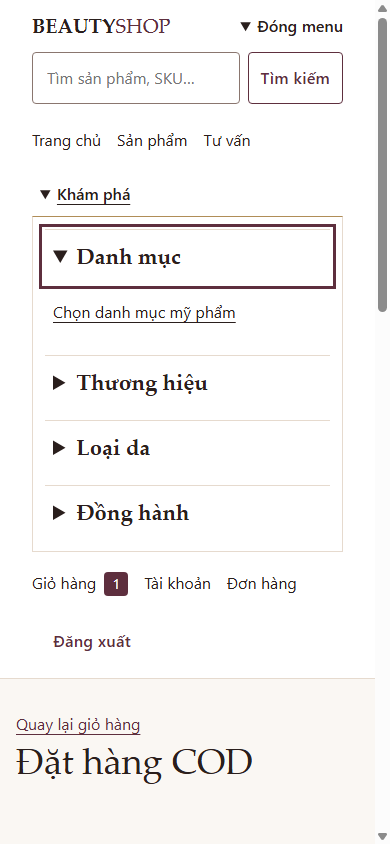 BEAUTYSHOP
Đóng menu
Tìm sản phẩm, SKU...
Tìm kiếm
Trang chủ Sản phẩm Tư vấn
Khám phá
Danh mục
Chọn danh mục mỹ phẩm
Thương hiệu
Loại da
Đồng hành
Giỏ hàng 1 Tài khoản Đơn hàng
Đăng xuất
Quay lại giỏ hàng
Đặt hàng COD